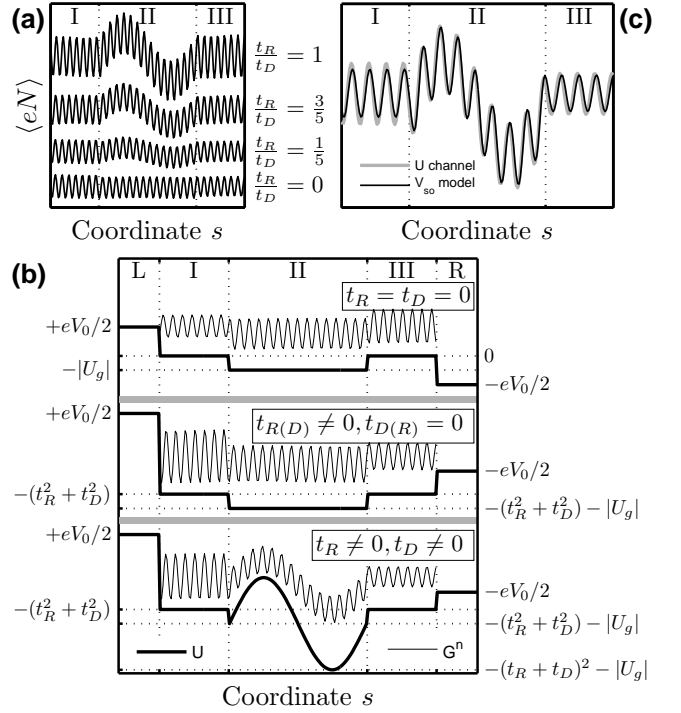 (a)
I II III
⟨eN⟩
t_R/t_D = 1
t_R/t_D = 3/5
t_R/t_D = 1/5
t_R/t_D = 0
Coordinate s
(c)
I II III
U channel
V_so model
Coordinate s
(b)
L I II III R
t_R = t_D = 0
+eV_0/2
−|U_g|
0
−eV_0/2
t_R(D) ≠ 0, t_D(R) = 0
+eV_0/2
−(t_R^2 + t_D^2)
−eV_0/2
−(t_R^2 + t_D^2) − |U_g|
t_R ≠ 0, t_D ≠ 0
+eV_0/2
−(t_R^2 + t_D^2)
−eV_0/2
−(t_R^2 + t_D^2) − |U_g|
−(t_R + t_D)^2 − |U_g|
U
G^n
Coordinate s